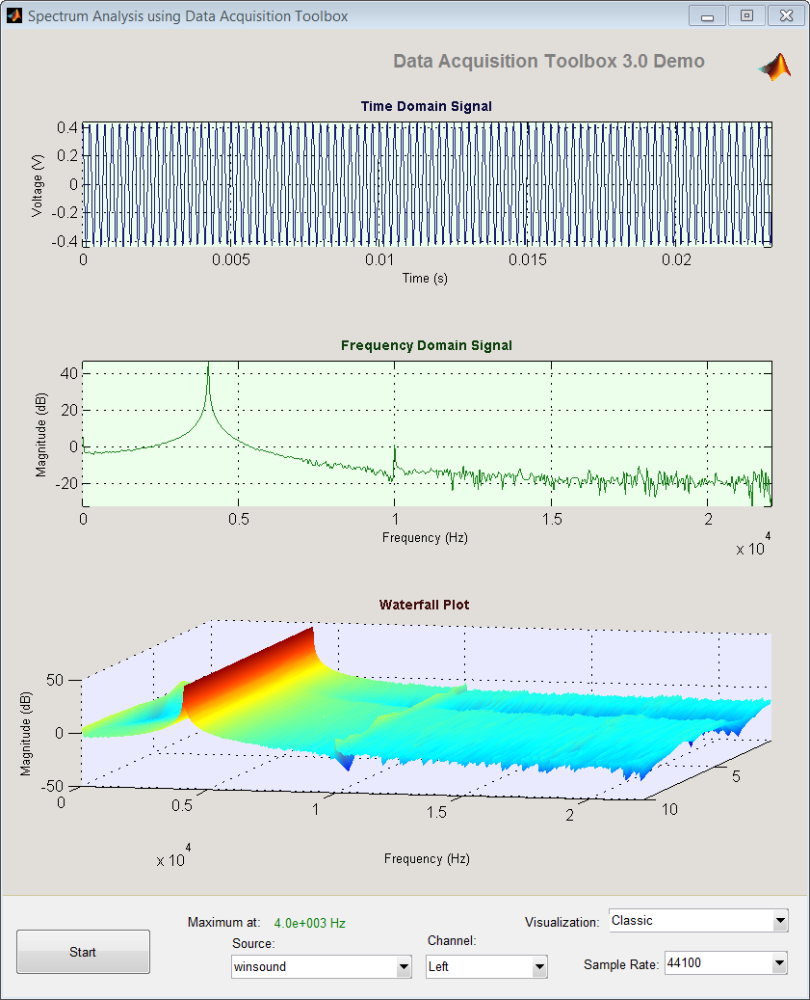 Spectrum Analysis using Data Acquisition Toolbox
Data Acquisition Toolbox 3.0 Demo
Time Domain Signal
0.4
0.2
0
-0.2
-0.4
Voltage (V)
0 0.005 0.01 0.015 0.02
Time (s)
Frequency Domain Signal
40
20
0
-20
Magnitude (dB)
0 0.5 1 1.5 2
Frequency (Hz)
x 10^4
Waterfall Plot
50
0
-50
Magnitude (dB)
0 0.5 1 1.5 2
5
10
x 10^4
Frequency (Hz)
Start
Maximum at: 4.0e+003 Hz
Source:
winsound
Channel:
Left
Visualization: Classic
Sample Rate: 44100